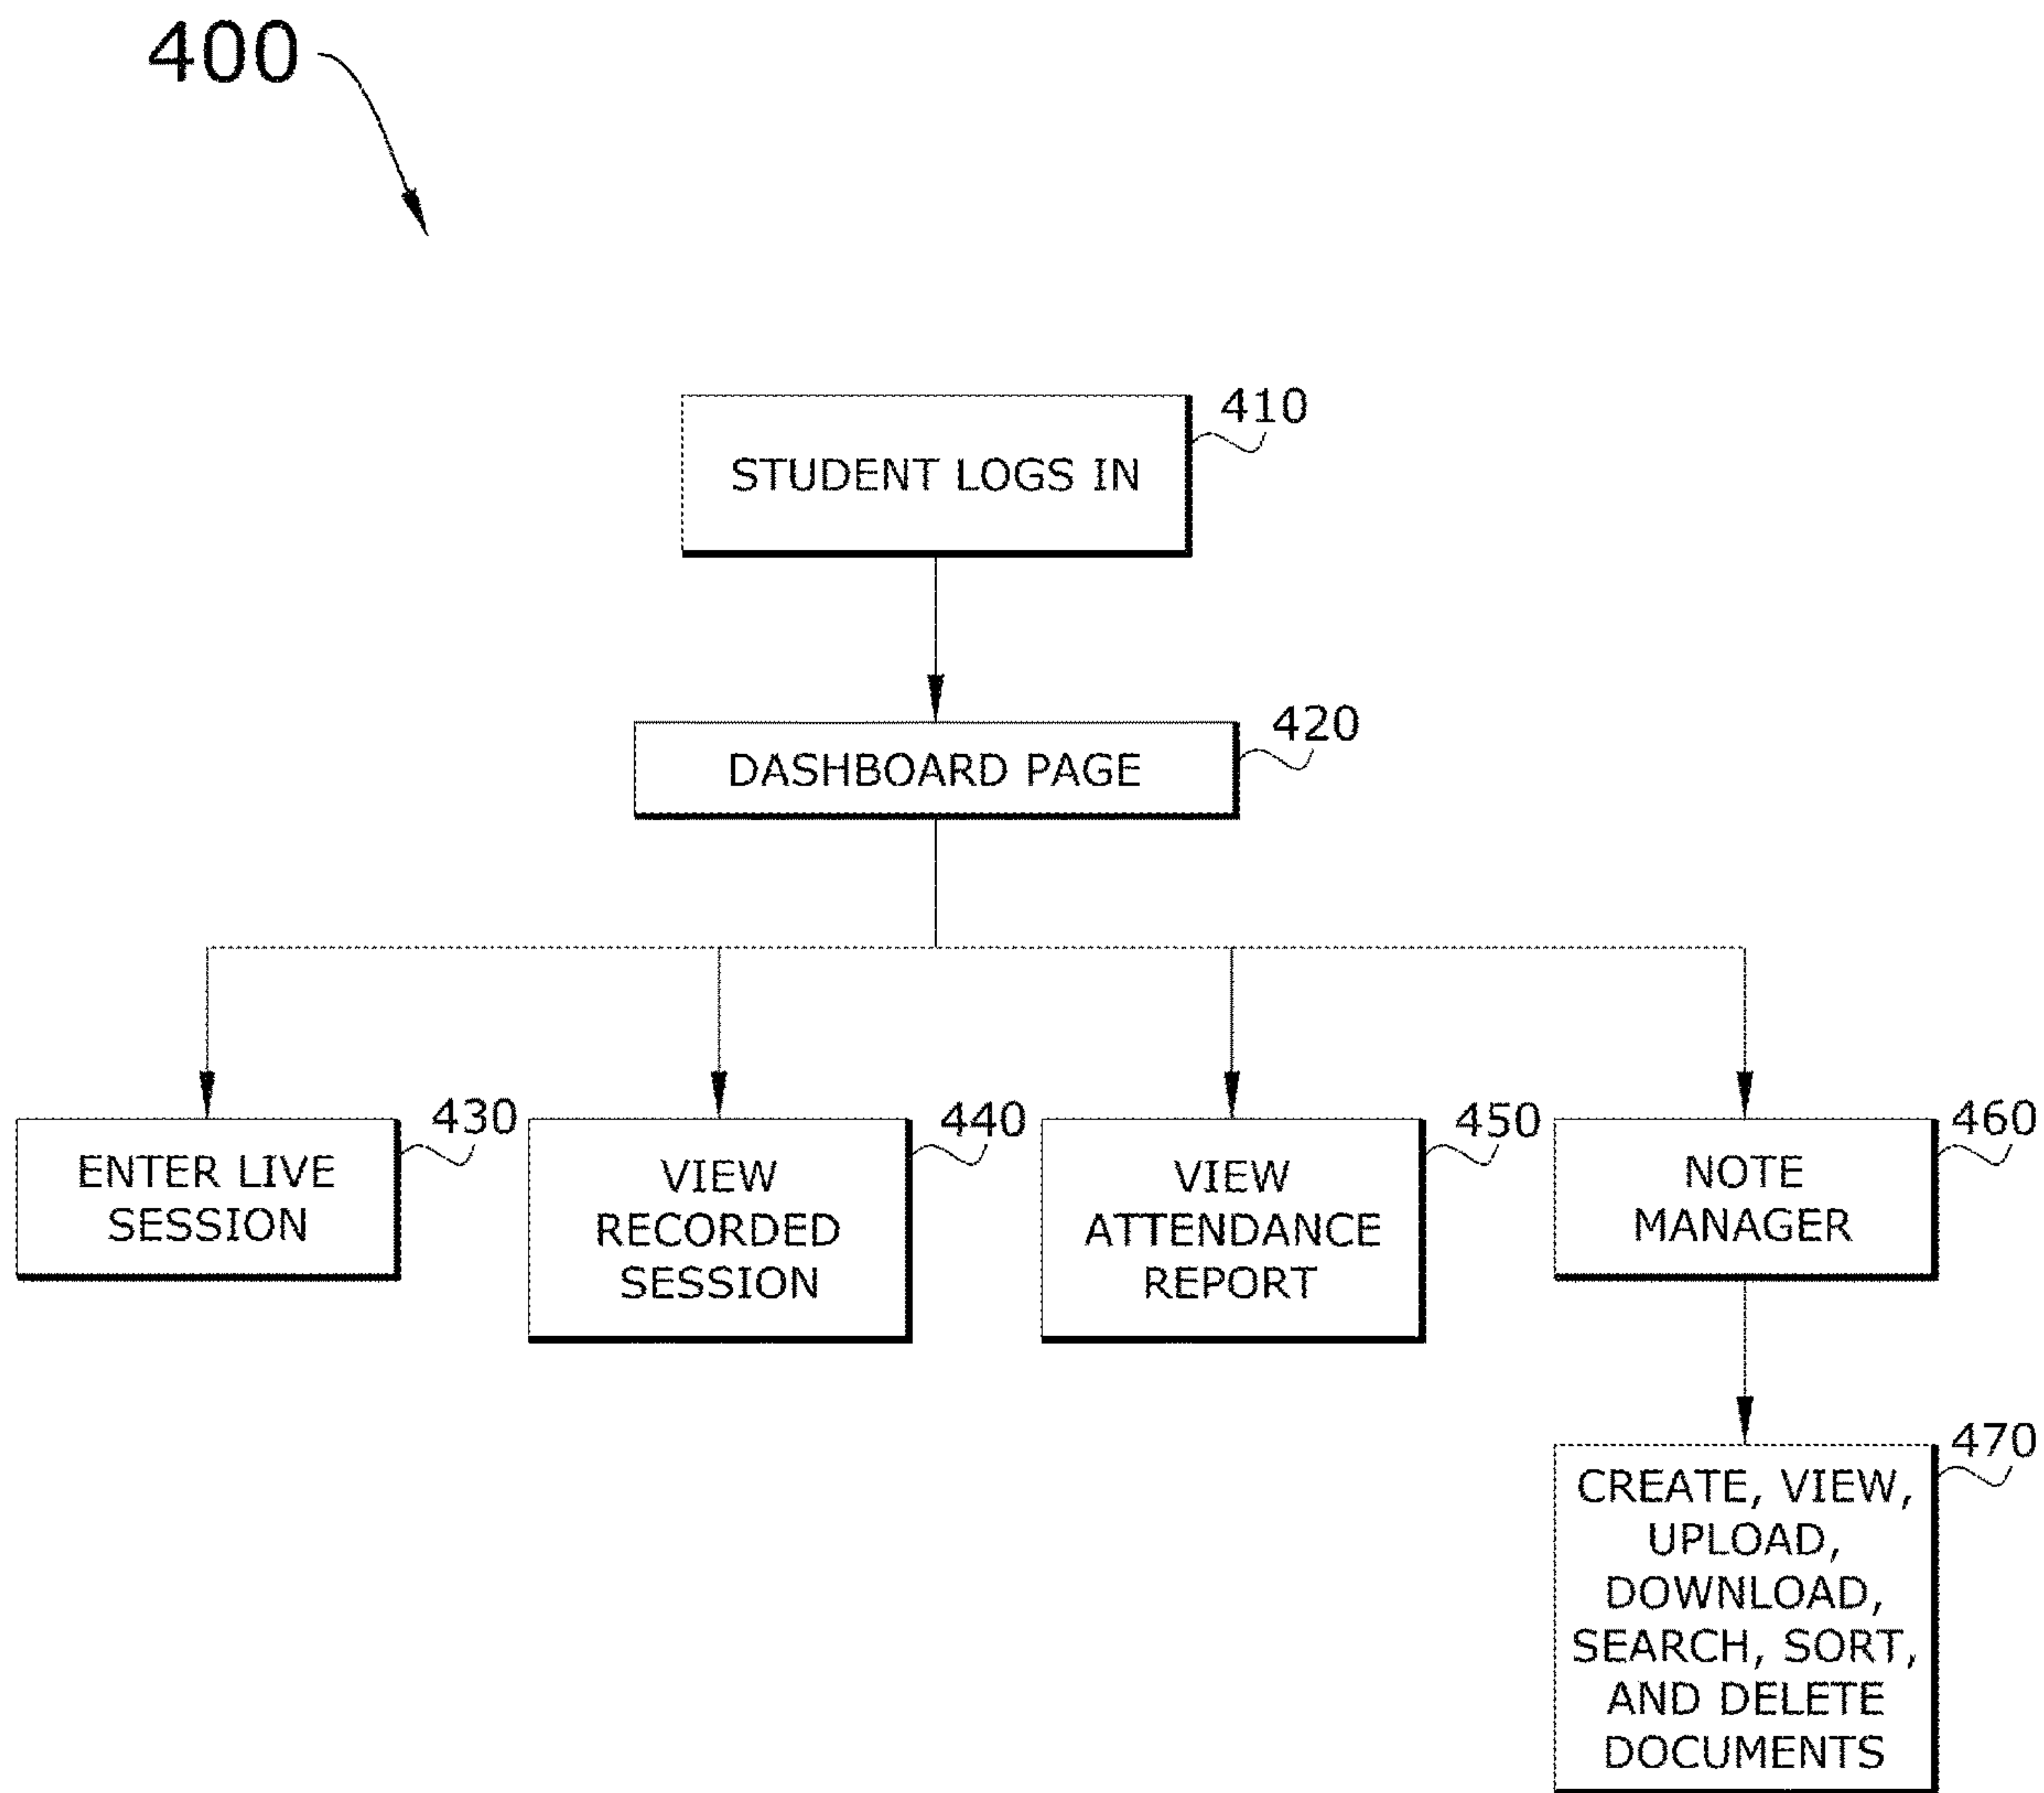 400
410
STUDENT LOGS IN
420
DASHBOARD PAGE
430
ENTER LIVE
SESSION
440
VIEW
RECORDED
SESSION
450
VIEW
ATTENDANCE
REPORT
460
NOTE
MANAGER
470
CREATE, VIEW,
UPLOAD,
DOWNLOAD,
SEARCH, SORT,
AND DELETE
DOCUMENTS